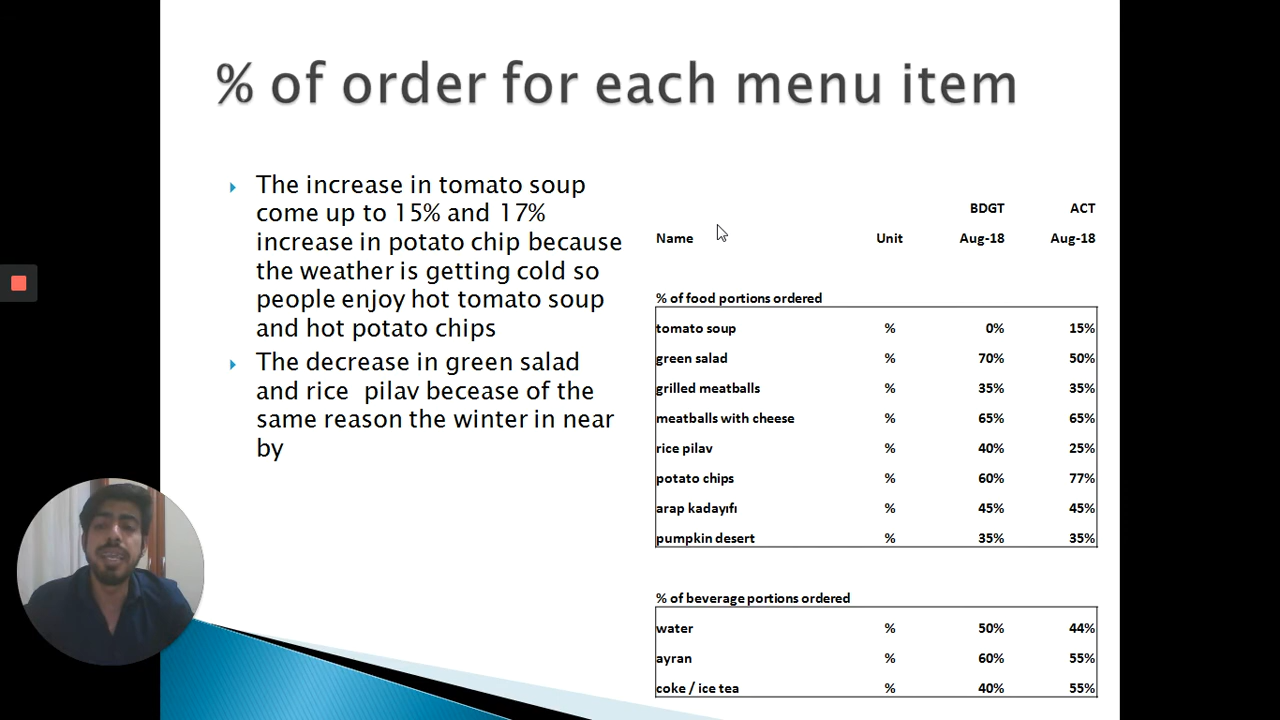 % of order for each menu item
The increase in tomato soup
come up to 15% and 17%
increase in potato chip because
the weather is getting cold so
people enjoy hot tomato soup
and hot potato chips
The decrease in green salad
and rice pilav becease of the
same reason the winter in near
by
BDGT ACT
Name Unit Aug-18 Aug-18
% of food portions ordered
tomato soup % 0% 15%
green salad % 70% 50%
grilled meatballs % 35% 35%
meatballs with cheese % 65% 65%
rice pilav % 40% 25%
potato chips % 60% 77%
arap kadayıfı % 45% 45%
pumpkin desert % 35% 35%
% of beverage portions ordered
water % 50% 44%
ayran % 60% 55%
coke / ice tea % 40% 55%